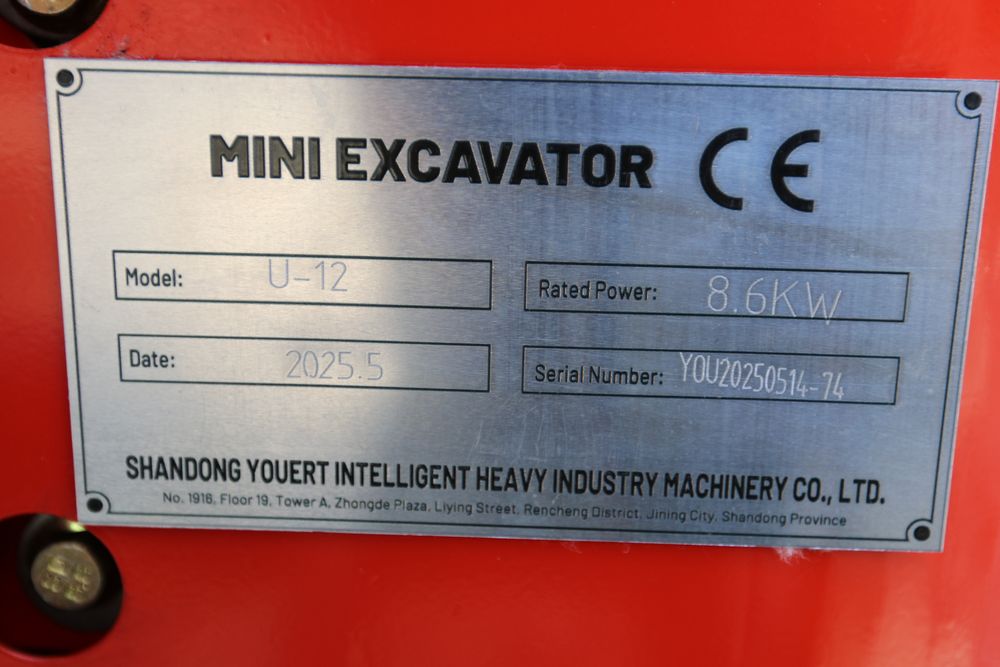 MINI EXCAVATOR CE
Model: U-12
Rated Power: 8.6KW
Date: 2025.5
Serial Number: YOU20250514-74
SHANDONG YOUERT INTELLIGENT HEAVY INDUSTRY MACHINERY CO., LTD.
No. 1916, Floor 19, Tower A, Zhongde Plaza, Liying Street, Rencheng District, Jining City, Shandong Province